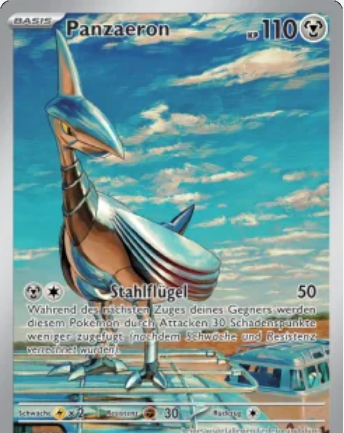 BASIS Panzaeron KP 110
Stahlflügel 50
Während des nächsten Zuges deines Gegners werden
diesem Pokémon durch Attacken 30 Schadenspunkte
weniger zugefügt (nachdem Schwäche und Resistenz
verrechnet wurden).
Schwäche x2 Resistenz 30 Rückzug